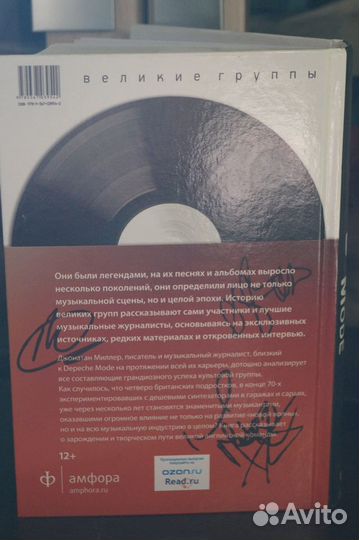 великие группы
Они были легендами, на их песнях и альбомах выросло
несколько поколений, они определили лицо не только
музыкальной сцены, но и целой эпохи. Историю
великих групп рассказывают сами участники и лучшие
музыкальные журналисты, основываясь на эксклюзивных
источниках, редких материалах и откровенных интервью.
Джонатан Миллер, писатель и музыкальный журналист, близкий
к Depeche Mode на протяжении всей их карьеры, дотошно анализирует
все составляющие грандиозного успеха культовой группы.
Как случилось, что четверо британских подростков, в конце 70-х
экспериментировавших с дешевыми синтезаторами в гаражах и сараях,
уже через несколько лет становятся знаменитыми музыкантами,
оказавшими огромное влияние не только на развитие «новой волны»,
но и на всю музыкальную индустрию в целом? Книга рассказывает
о зарождении и творческом пути великой английской команды.
12+
амфора
amphora.ru
ozon.ru
Read.ru
MODE
Avito